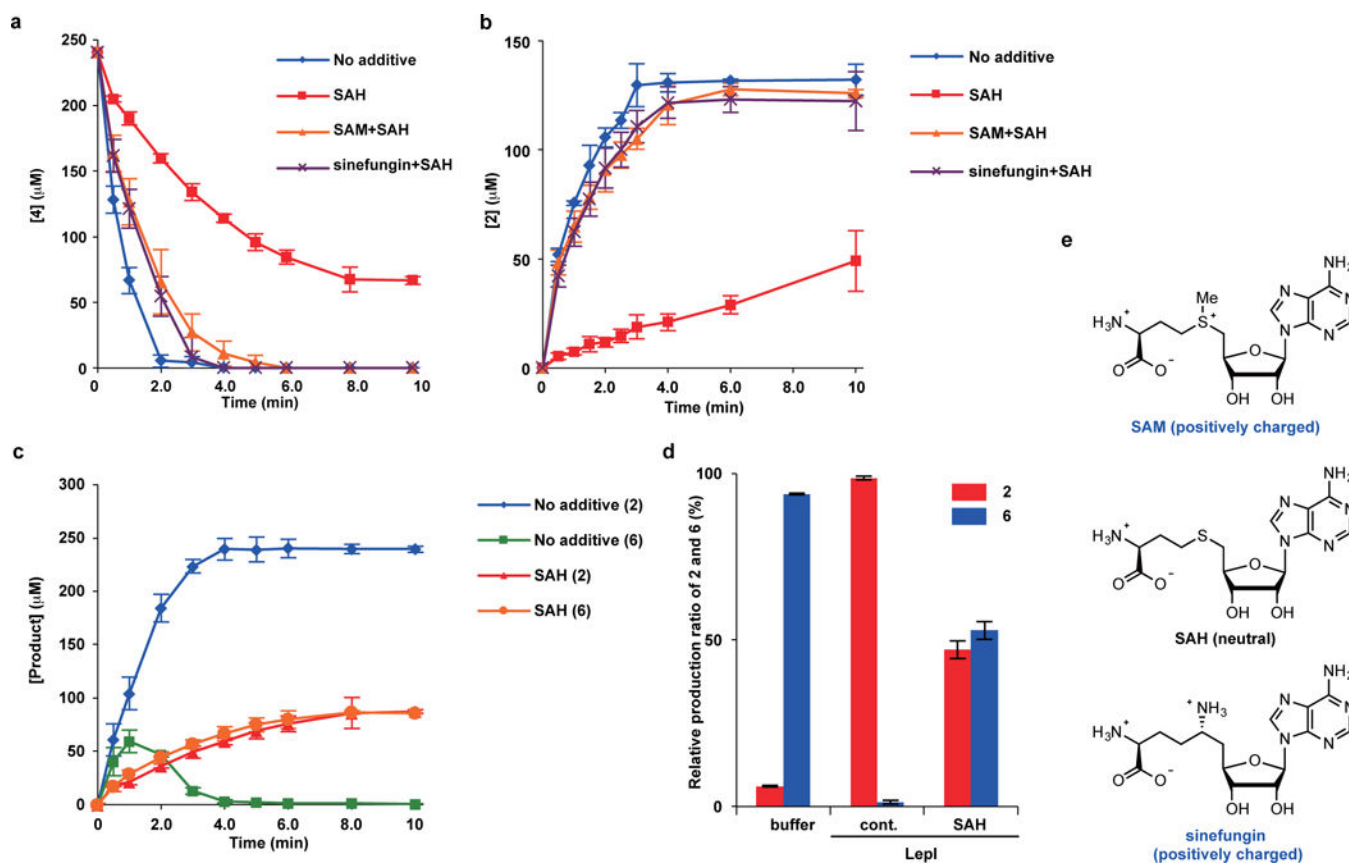 a
[4] (μM)
250
200
150
100
50
0
0
2.0
4.0
6.0
8.0
10
Time (min)
No additive
SAH
SAM+SAH
sinefungin+SAH
b
[2] (μM)
150
100
50
0
0
2.0
4.0
6.0
8.0
10
Time (min)
No additive
SAH
SAM+SAH
sinefungin+SAH
c
[Product] (μM)
300
250
200
150
100
50
0
0
2.0
4.0
6.0
8.0
10
Time (min)
No additive (2)
No additive (6)
SAH (2)
SAH (6)
d
Relative production ratio of 2 and 6 (%)
100
50
0
2
6
buffer
cont.
SAH
LepI
e
NH2
Me
N
N
H3N
+
S+
N
N
O
O
O-
OH OH
SAM (positively charged)
NH2
N
N
H3N
+
S
N
N
O
O
O-
OH OH
SAH (neutral)
NH2
+
NH3
N
N
H3N
+
N
N
O
O
O-
OH OH
sinefungin
(positively charged)